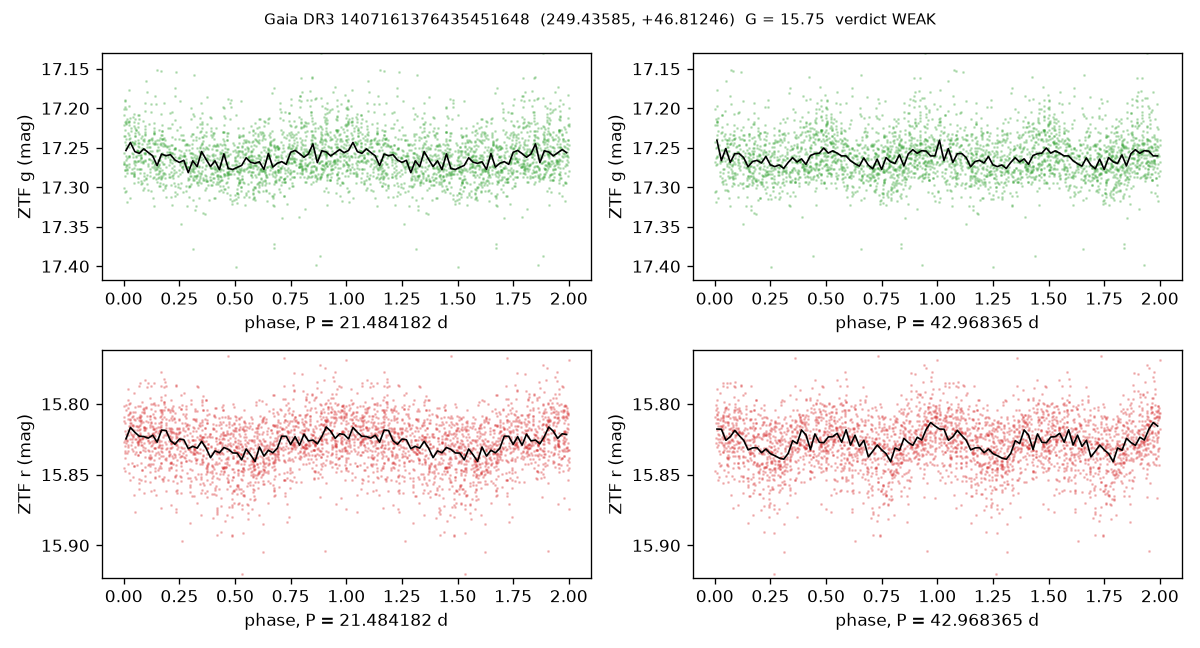 Gaia DR3 1407161376435451648  (249.43585, +46.81246)  G = 15.75  verdict WEAK
ZTF g (mag)
17.15
17.20
17.25
17.30
17.35
17.40
0.00 0.25 0.50 0.75 1.00 1.25 1.50 1.75 2.00
phase, P = 21.484182 d
ZTF g (mag)
17.15
17.20
17.25
17.30
17.35
17.40
0.00 0.25 0.50 0.75 1.00 1.25 1.50 1.75 2.00
phase, P = 42.968365 d
ZTF r (mag)
15.80
15.85
15.90
0.00 0.25 0.50 0.75 1.00 1.25 1.50 1.75 2.00
phase, P = 21.484182 d
ZTF r (mag)
15.80
15.85
15.90
0.00 0.25 0.50 0.75 1.00 1.25 1.50 1.75 2.00
phase, P = 42.968365 d